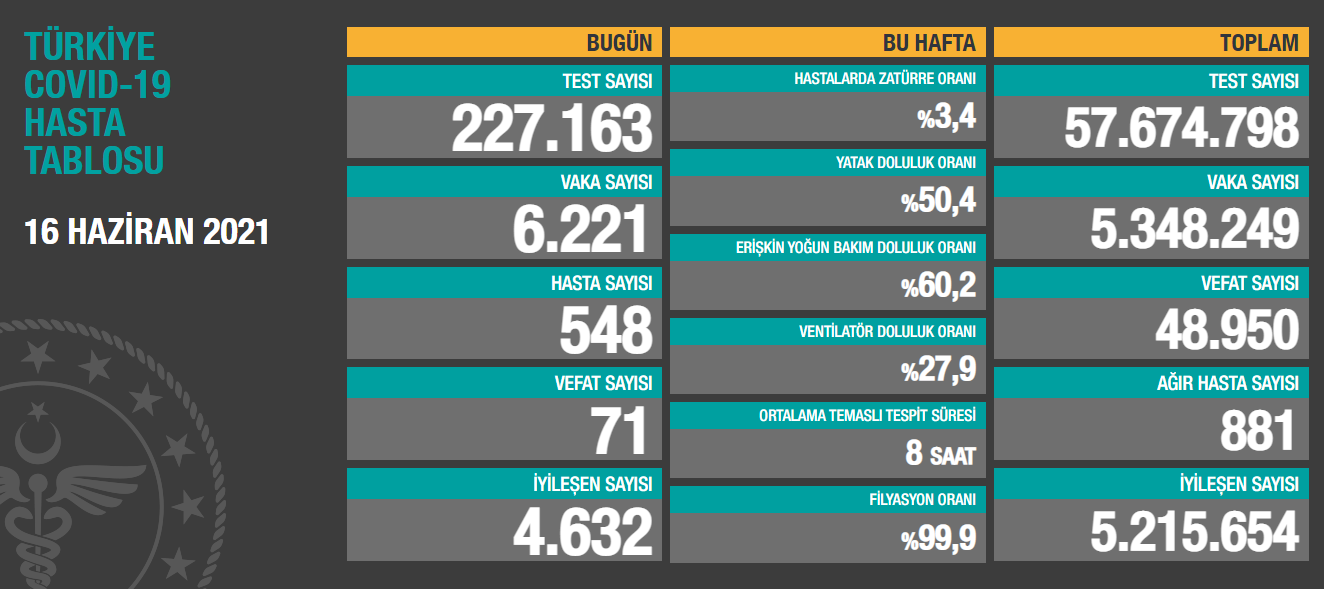 TÜRKİYE
COVID-19
HASTA
TABLOSU
16 HAZİRAN 2021
BUGÜN
TEST SAYISI
227.163
VAKA SAYISI
6.221
HASTA SAYISI
548
VEFAT SAYISI
71
İYİLEŞEN SAYISI
4.632
BU HAFTA
HASTALARDA ZATÜRRE ORANI
%3,4
YATAK DOLULUK ORANI
%50,4
ERİŞKİN YOĞUN BAKIM DOLULUK ORANI
%60,2
VENTİLATÖR DOLULUK ORANI
%27,9
ORTALAMA TEMASLI TESPİT SÜRESİ
8 SAAT
FİLYASYON ORANI
%99,9
TOPLAM
TEST SAYISI
57.674.798
VAKA SAYISI
5.348.249
VEFAT SAYISI
48.950
AĞIR HASTA SAYISI
881
İYİLEŞEN SAYISI
5.215.654